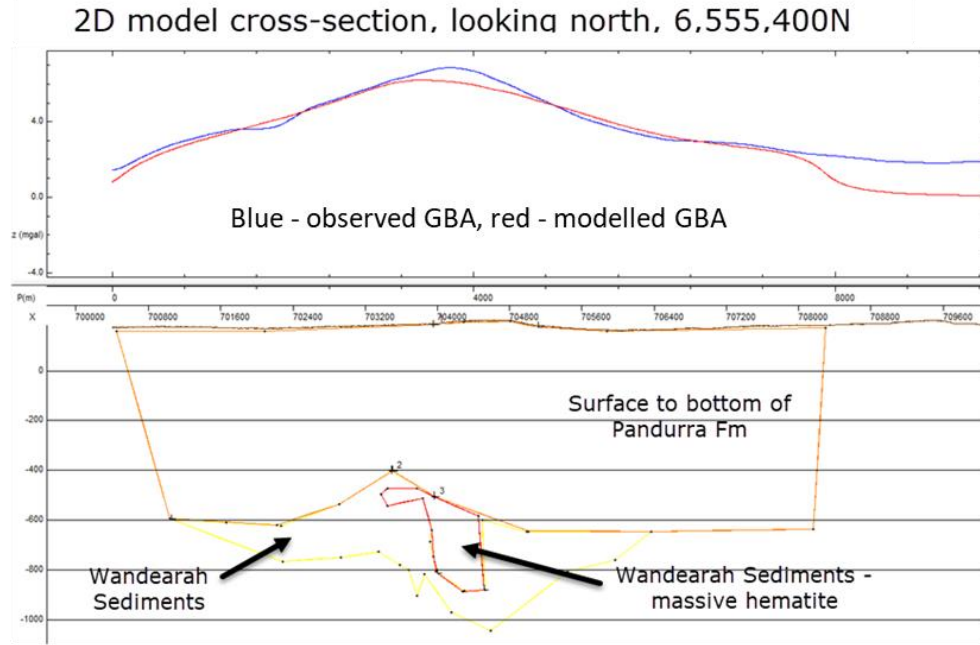 2D model cross-section, looking north, 6,555,400N
4.0
0.0
z (mgal)
-4.0
Blue - observed GBA, red - modelled GBA
P(m) 0 4000 8000
X 700000 700800 701600 702400 703200 704000 704800 705600 706400 707200 708000 708800 709600
0
-200
-400
-600
-800
-1000
Surface to bottom of
Pandurra Fm
2
3
Wandearah
Sediments
Wandearah Sediments -
massive hematite